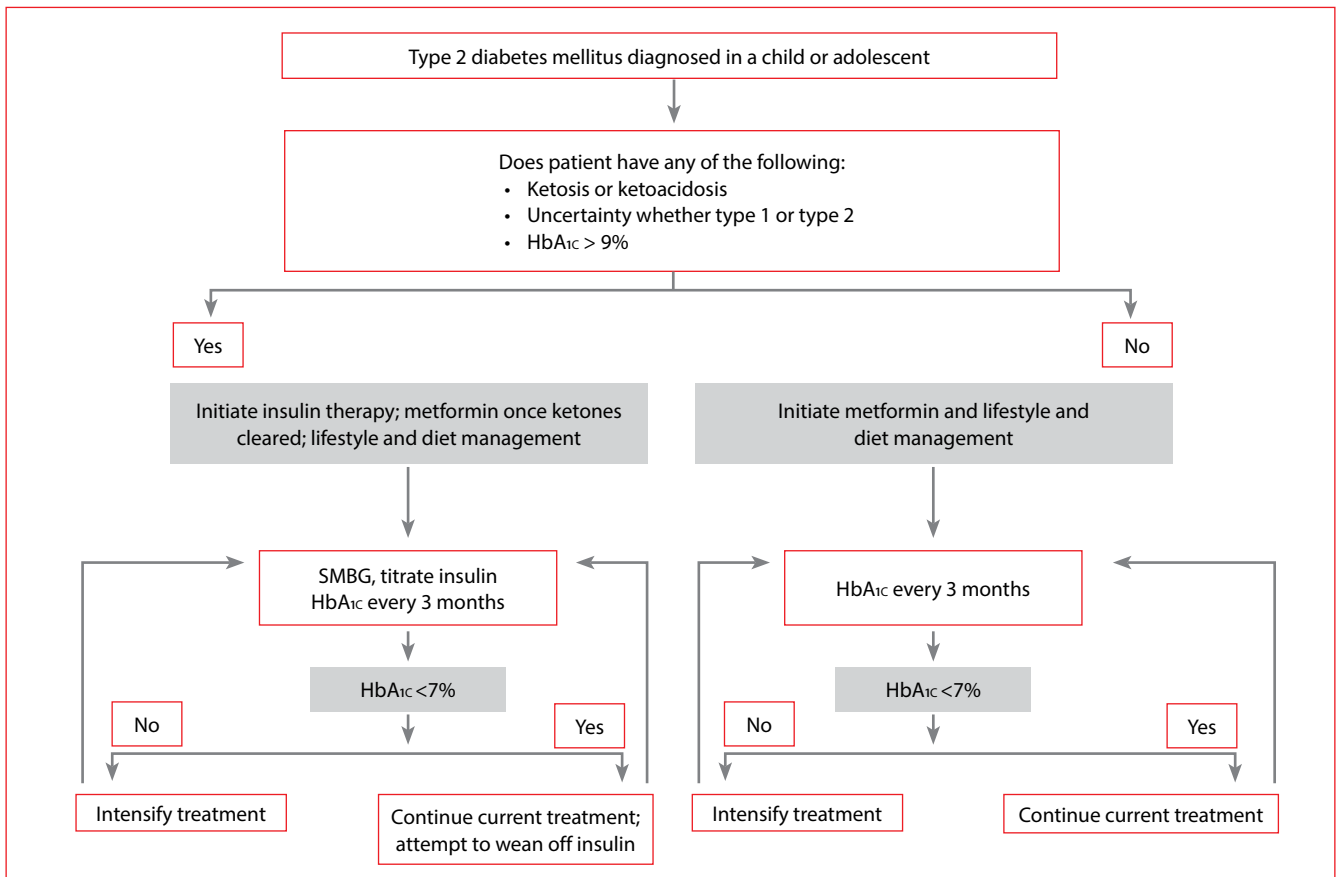 Type 2 diabetes mellitus diagnosed in a child or adolescent
Does patient have any of the following:
• Ketosis or ketoacidosis
• Uncertainty whether type 1 or type 2
• HbA1C > 9%
Yes
No
Initiate insulin therapy; metformin once ketones
cleared; lifestyle and diet management
Initiate metformin and lifestyle and
diet management
SMBG, titrate insulin
HbA1C every 3 months
HbA1C every 3 months
HbA1C <7%
HbA1C <7%
No
Yes
No
Yes
Intensify treatment
Continue current treatment;
attempt to wean off insulin
Intensify treatment
Continue current treatment